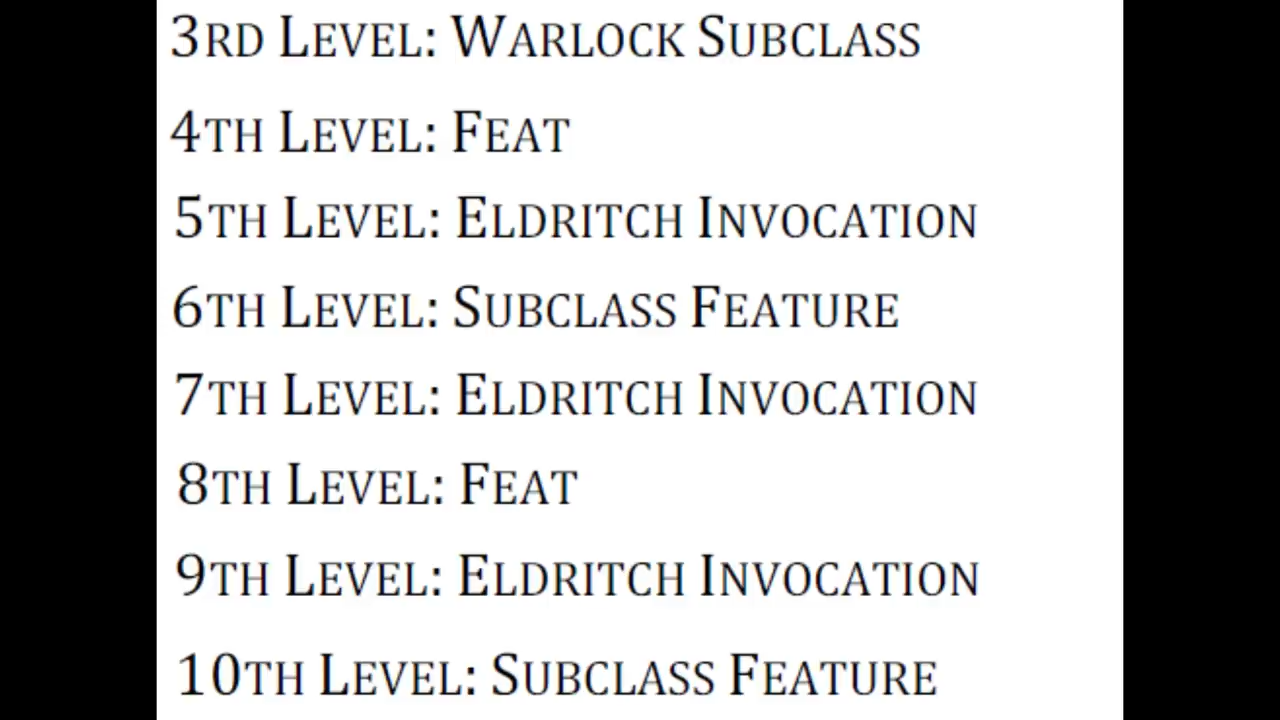 3rd Level: Warlock Subclass
4th Level: Feat
5th Level: Eldritch Invocation
6th Level: Subclass Feature
7th Level: Eldritch Invocation
8th Level: Feat
9th Level: Eldritch Invocation
10th Level: Subclass Feature